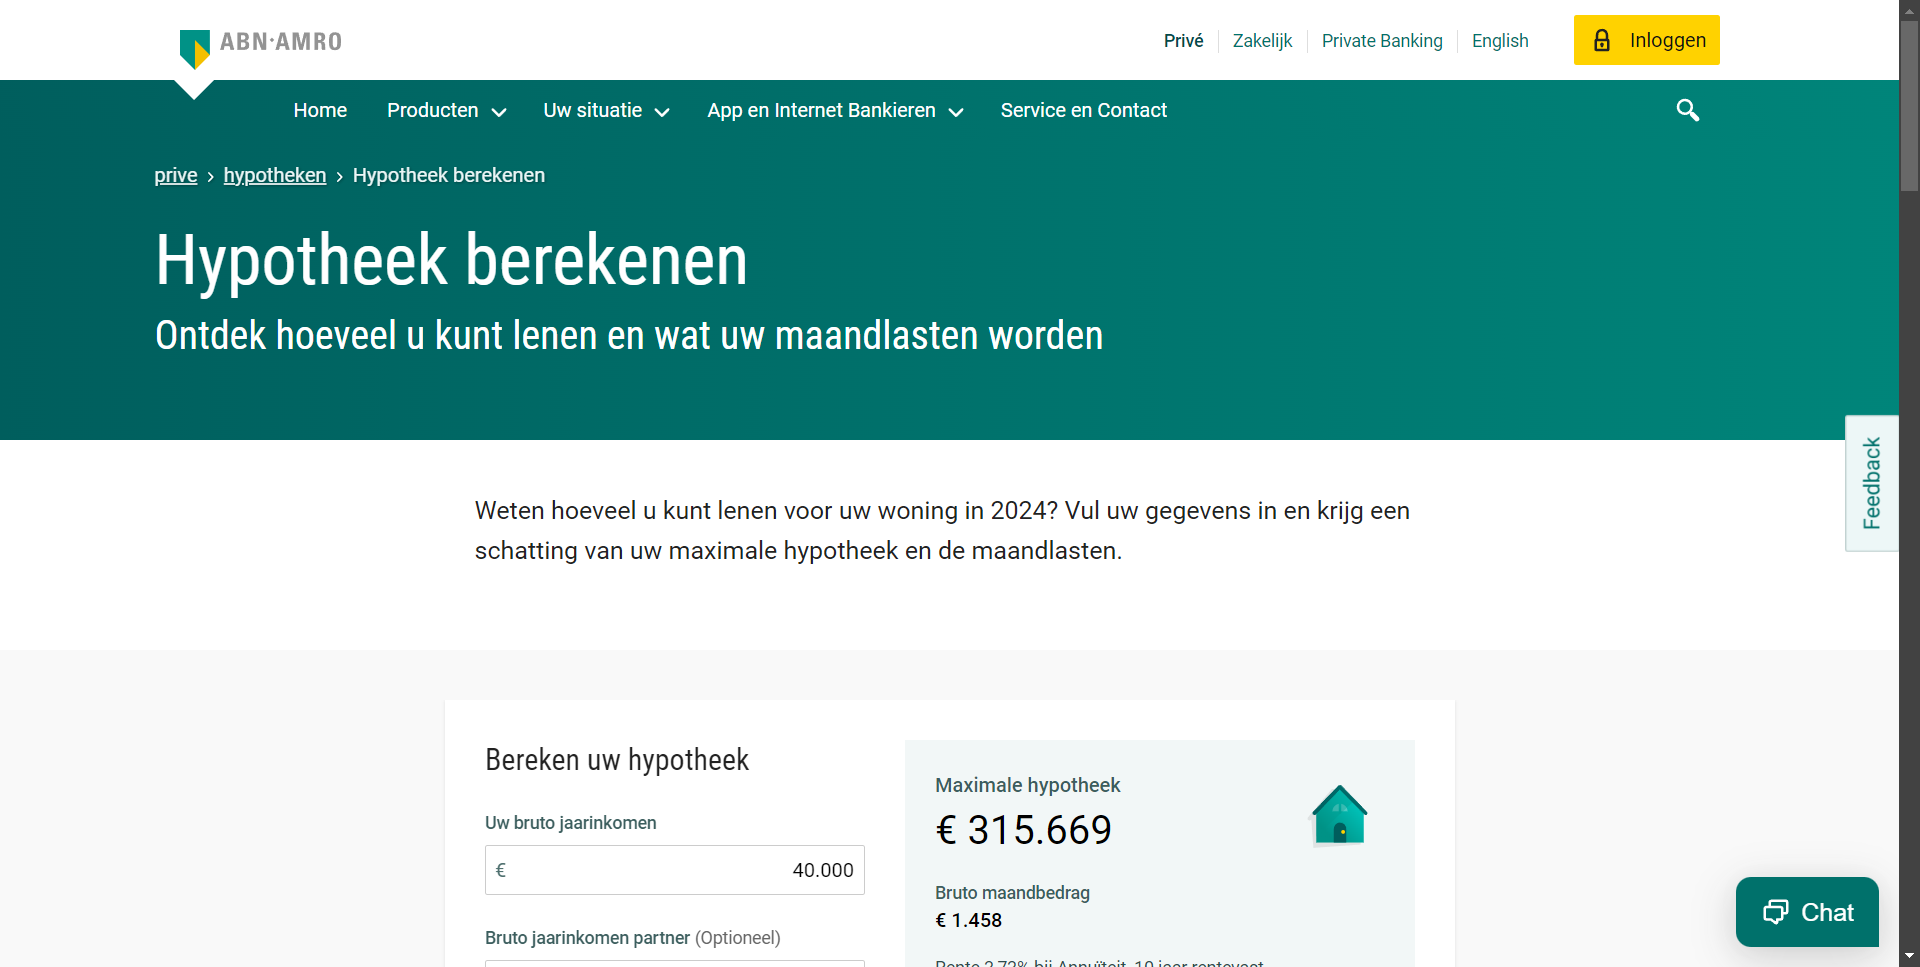 ABN·AMRO
Privé
Zakelijk
Private Banking
English
Inloggen
Home
Producten
Uw situatie
App en Internet Bankieren
Service en Contact
prive › hypotheken › Hypotheek berekenen
Hypotheek berekenen
Ontdek hoeveel u kunt lenen en wat uw maandlasten worden
Feedback
Weten hoeveel u kunt lenen voor uw woning in 2024? Vul uw gegevens in en krijg een
schatting van uw maximale hypotheek en de maandlasten.
Bereken uw hypotheek
Uw bruto jaarinkomen
€ 40.000
Bruto jaarinkomen partner (Optioneel)
Maximale hypotheek
€ 315.669
Bruto maandbedrag
€ 1.458
Chat